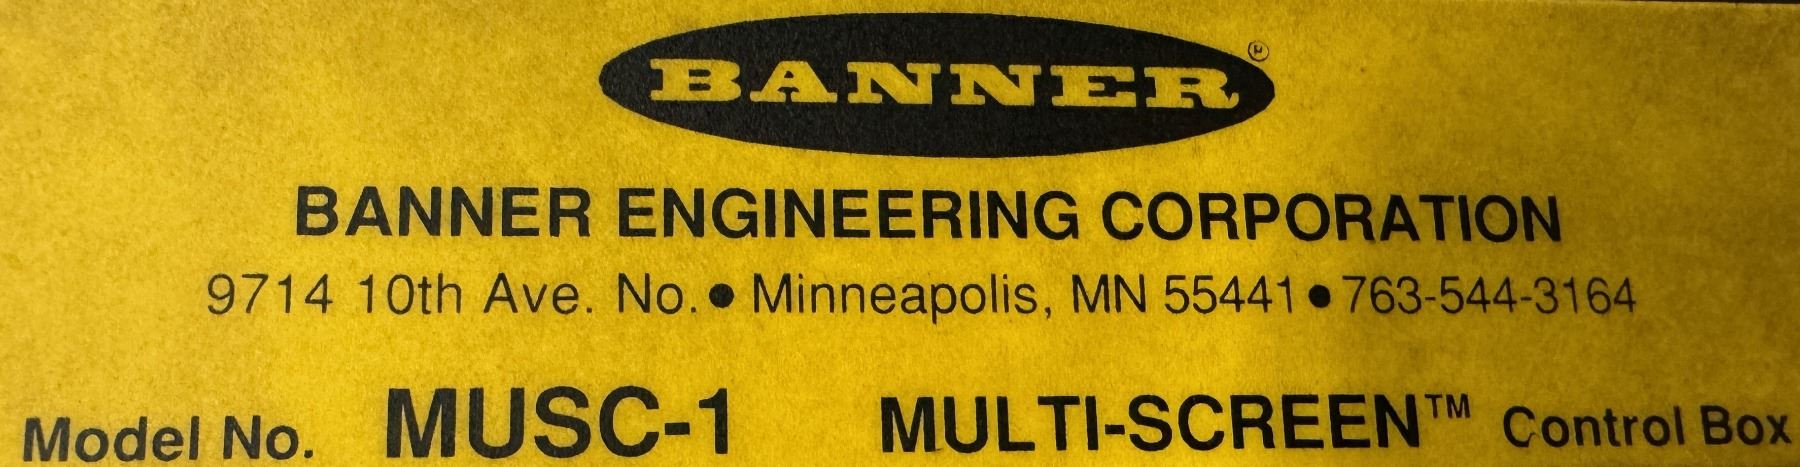 BANNER®
BANNER ENGINEERING CORPORATION
9714 10th Ave. No. • Minneapolis, MN 55441 • 763-544-3164
Model No. MUSC-1 MULTI-SCREEN™ Control Box